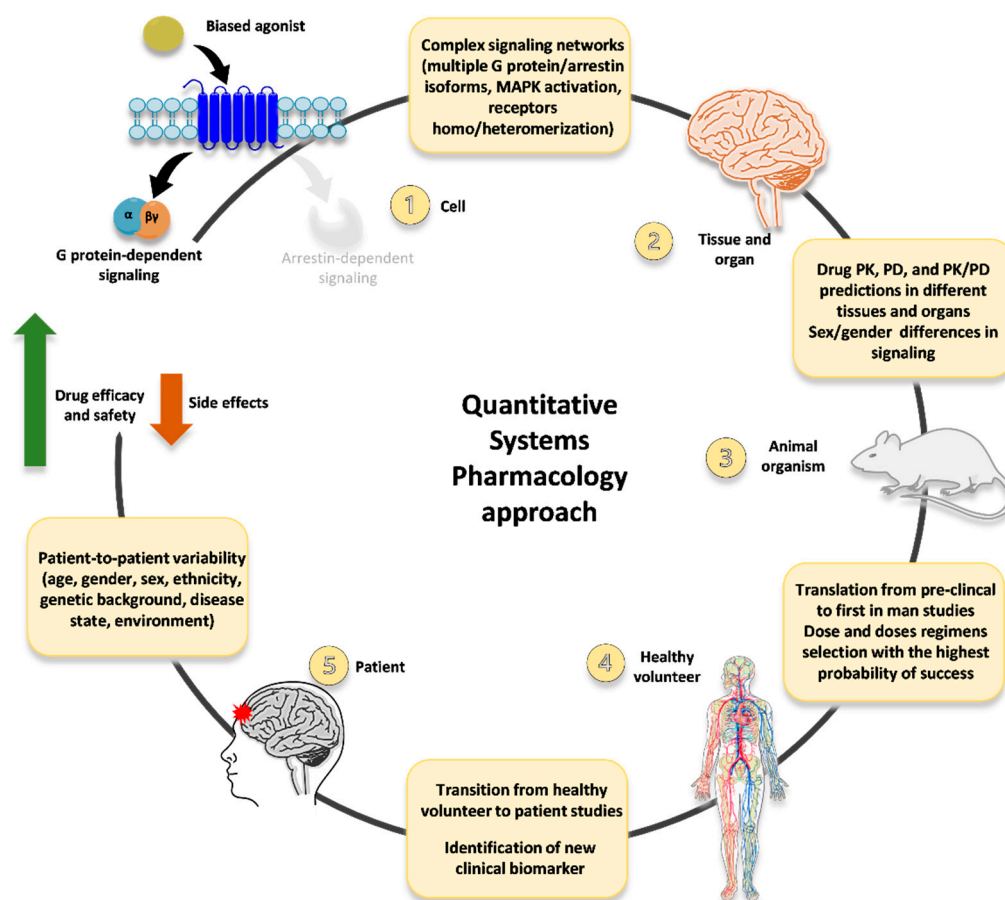 Biased agonist
Complex signaling networks
(multiple G protein/arrestin
isoforms, MAPK activation,
receptors
homo/heteromerization)
α
βγ
G protein-dependent
signaling
Arrestin-dependent
signaling
1
Cell
2
Tissue and
organ
Drug PK, PD, and PK/PD
predictions in different
tissues and organs
Sex/gender differences in
signaling
Drug efficacy
and safety
Side effects
Quantitative
Systems
Pharmacology
approach
3
Animal
organism
Translation from pre-clincal
to first in man studies
Dose and doses regimens
selection with the highest
probability of success
4
Healthy
volunteer
Transition from healthy
volunteer to patient studies
Identification of new
clinical biomarker
5
Patient
Patient-to-patient variability
(age, gender, sex, ethnicity,
genetic background, disease
state, environment)